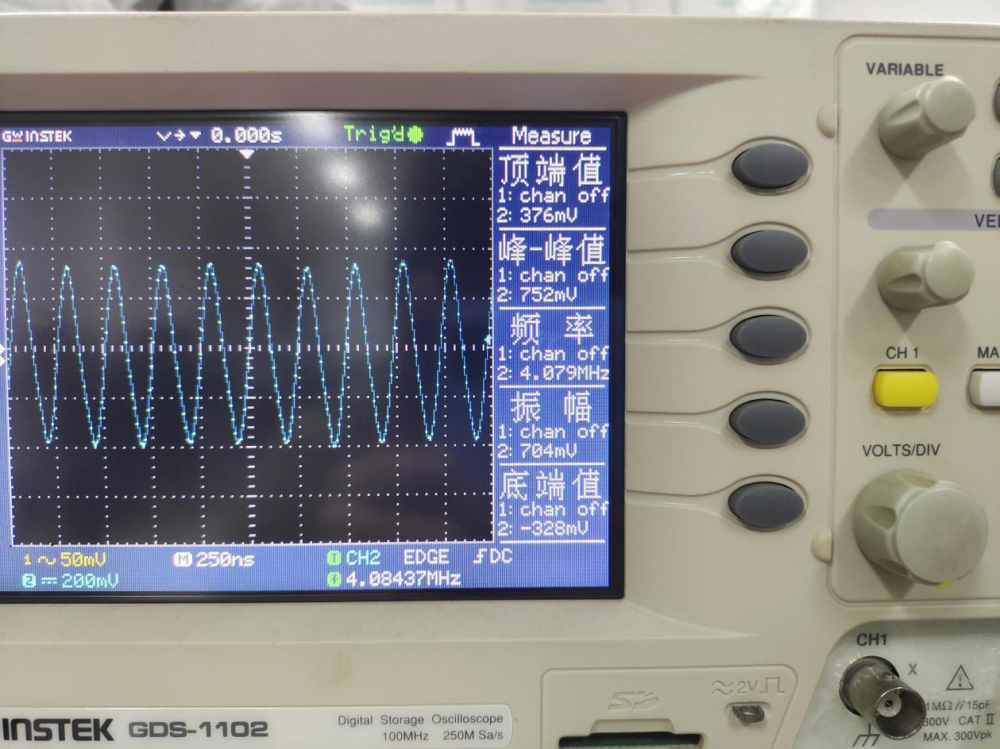 GW INSTEK
0.000s
Trig'd
Measure
顶端值
1: chan off
2: 376mV
峰-峰值
1: chan off
2: 752mV
频 率
1: chan off
2: 4.079MHz
振 幅
1: chan off
2: 704mV
底端值
1: chan off
2: -328mV
1 ~ 50mV
M 250ns
T CH2 EDGE DC
2 200mV
f 4.08437MHz
VARIABLE
CH 1
VOLTS/DIV
CH1
X
1MΩ//15pF
300V CAT II
MAX. 300Vpk
≈2V
SD
INSTEK GDS-1102
Digital Storage Oscilloscope
100MHz 250M Sa/s